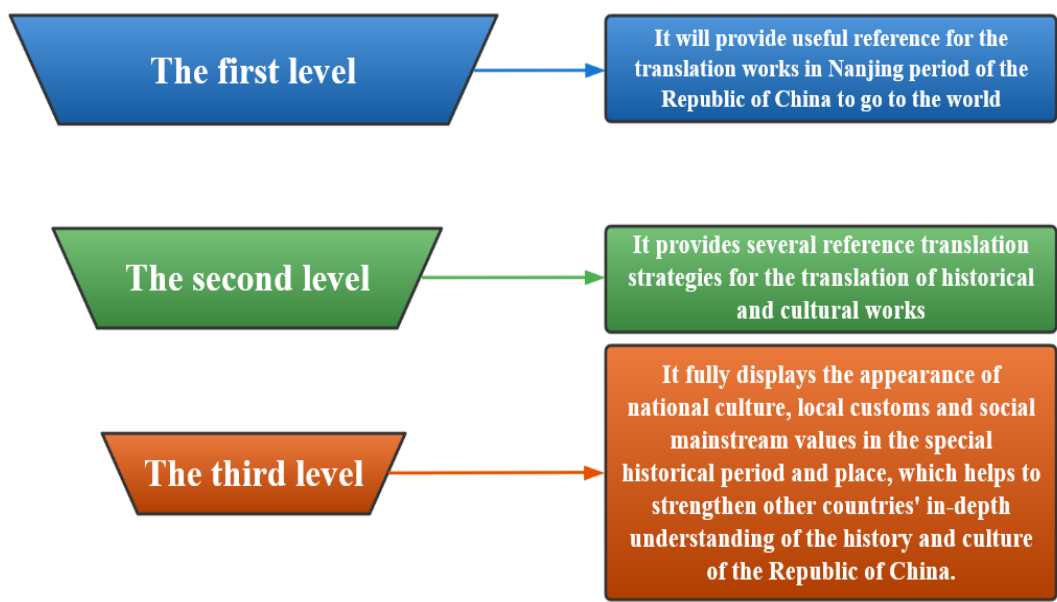 The first level
It will provide useful reference for the
translation works in Nanjing period of the
Republic of China to go to the world
The second level
It provides several reference translation
strategies for the translation of historical
and cultural works
The third level
It fully displays the appearance of
national culture, local customs and social
mainstream values in the special
historical period and place, which helps to
strengthen other countries' in-depth
understanding of the history and culture
of the Republic of China.